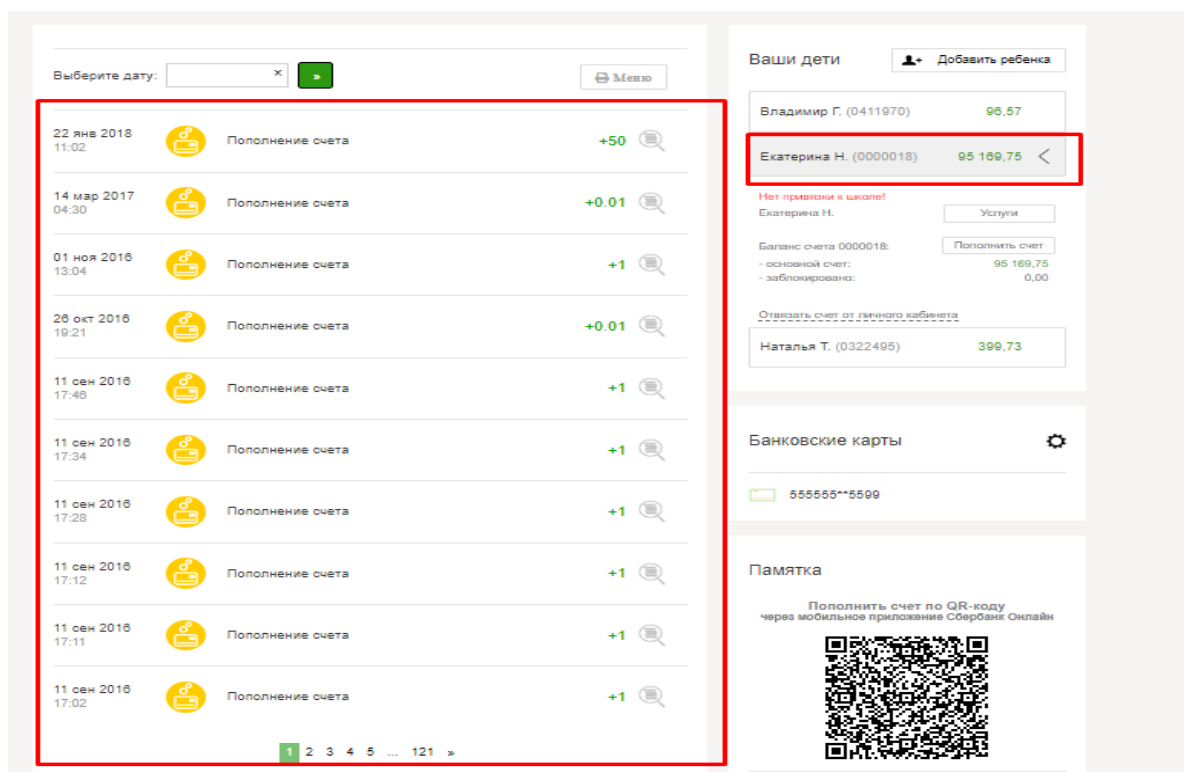 Выберите дату:
×
»
Меню
22 янв 2018
11:02
Пополнение счета
+50
14 мар 2017
04:30
Пополнение счета
+0.01
01 ноя 2016
13:04
Пополнение счета
+1
26 окт 2016
19:21
Пополнение счета
+0.01
11 сен 2016
17:46
Пополнение счета
+1
11 сен 2016
17:34
Пополнение счета
+1
11 сен 2016
17:28
Пополнение счета
+1
11 сен 2016
17:12
Пополнение счета
+1
11 сен 2016
17:11
Пополнение счета
+1
11 сен 2016
17:02
Пополнение счета
+1
1 2 3 4 5 ... 121 »
Ваши дети
Добавить ребенка
Владимир Г. (0411970) 96,57
Екатерина Н. (0000018) 95 169,75
Нет привязки к школе!
Екатерина Н. Услуги
Баланс счета 0000018: Пополнить счет
- основной счет: 95 169,75
- заблокировано: 0,00
Отвязать счет от личного кабинета
Наталья Т. (0322495) 399,73
Банковские карты
555555**5599
Памятка
Пополнить счет по QR-коду
через мобильное приложение Сбербанк Онлайн